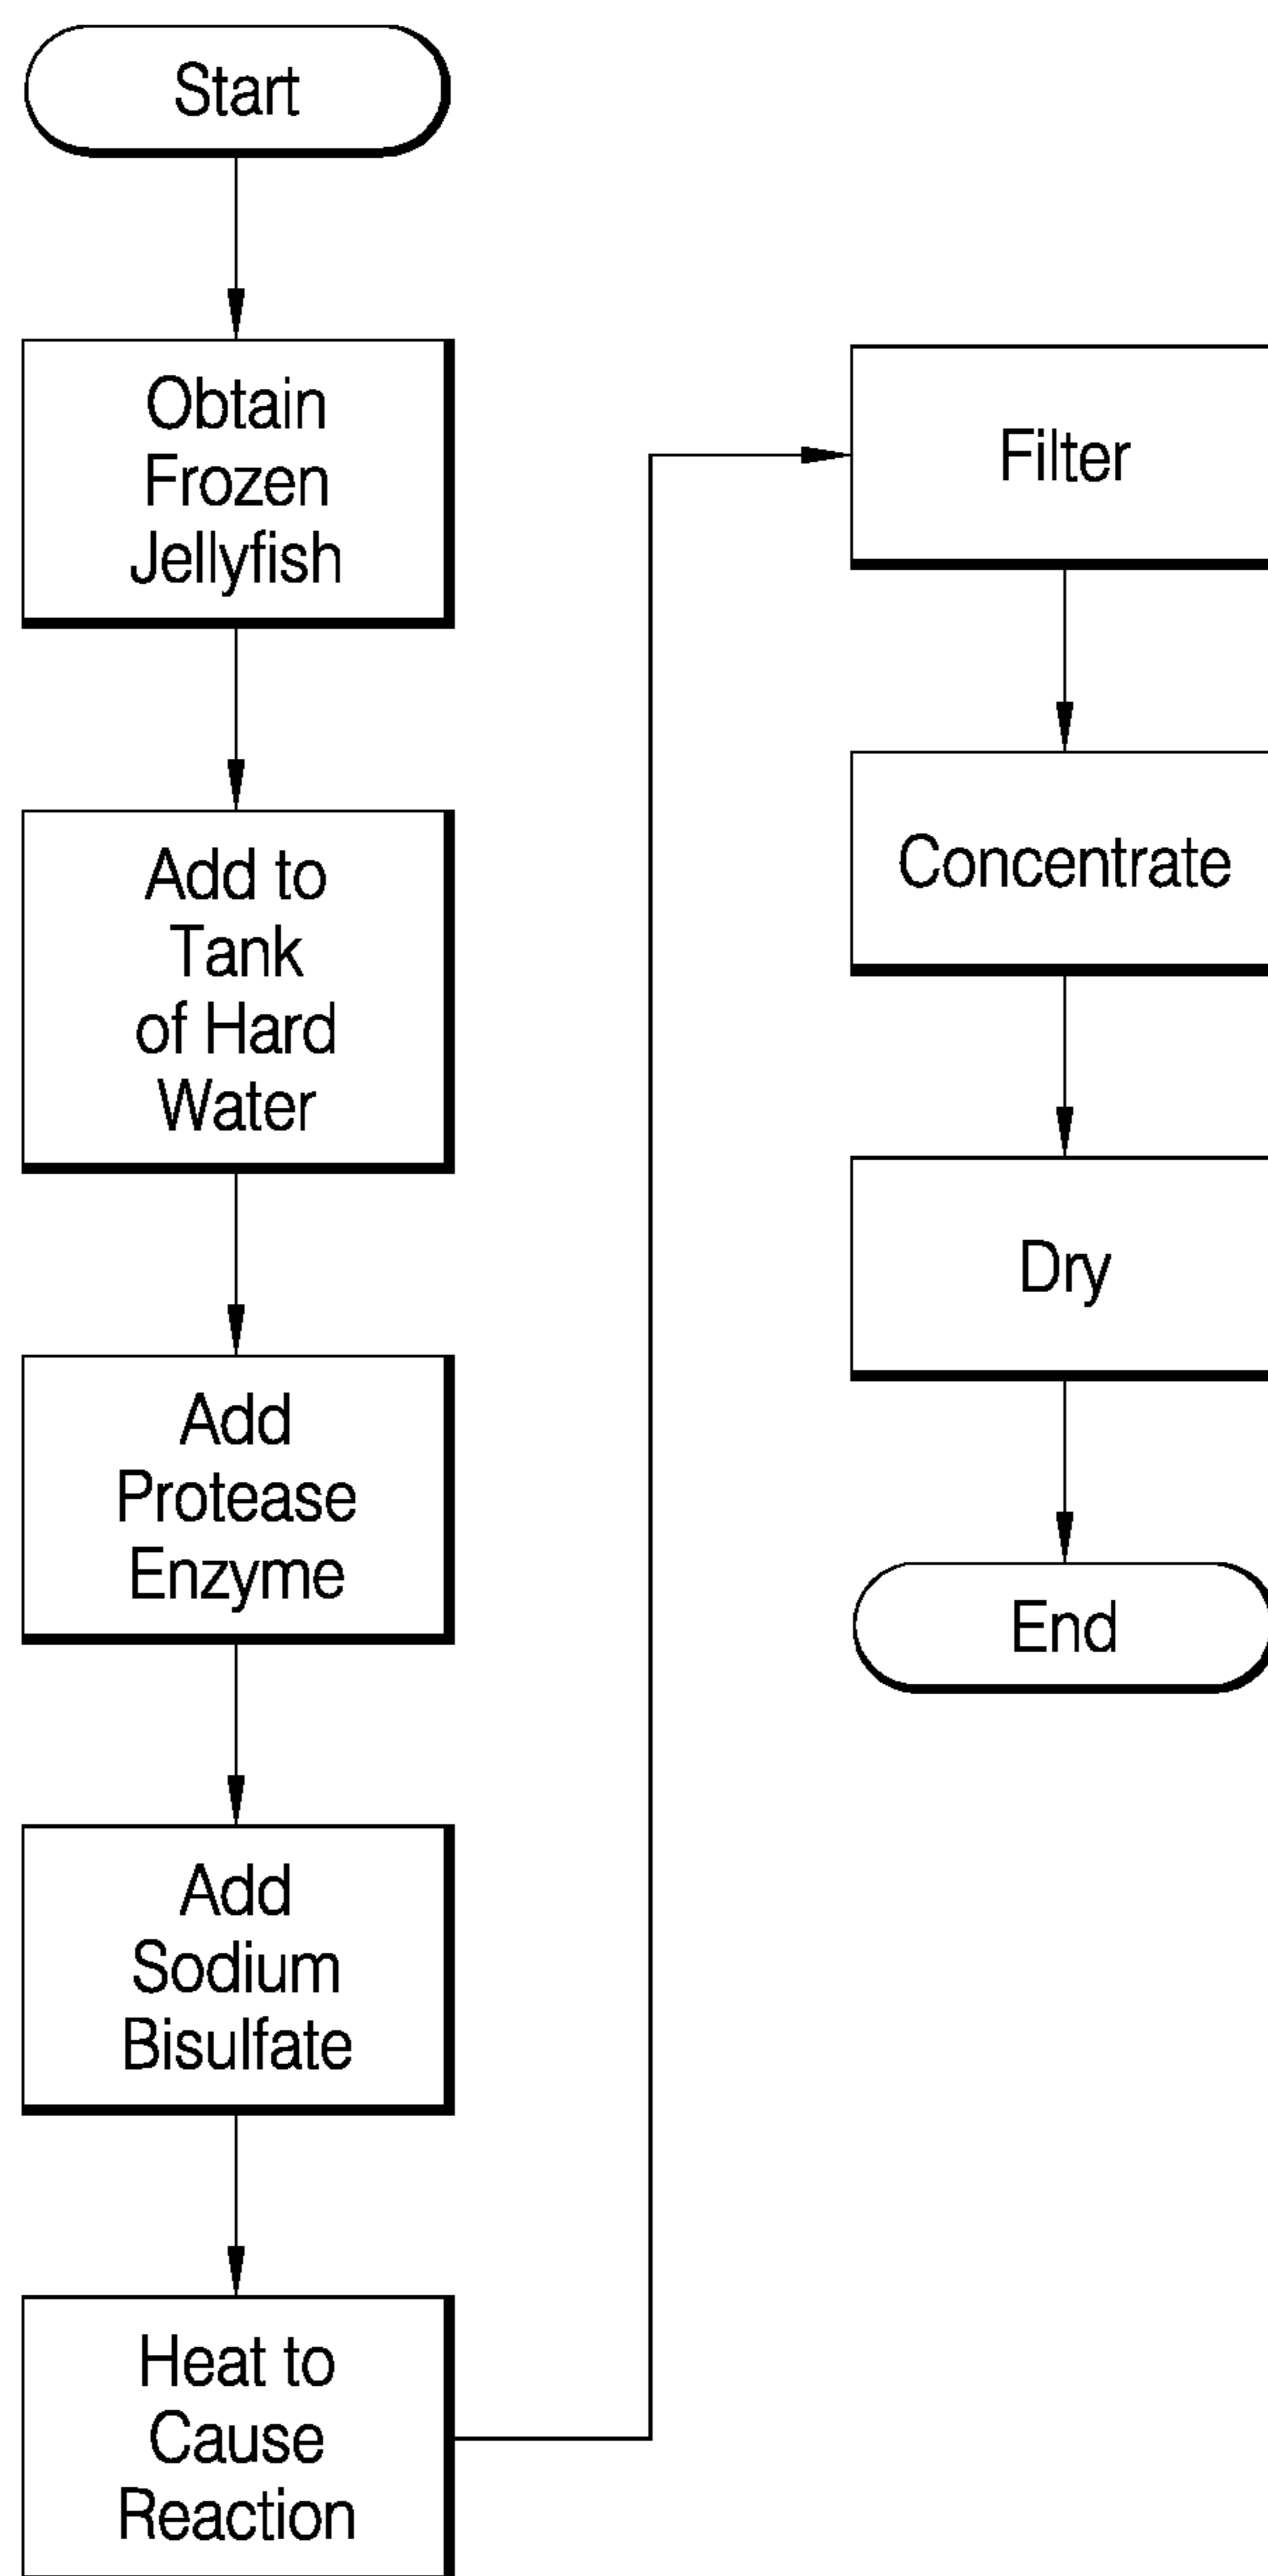 Start
Obtain
Frozen
Jellyfish
Add to
Tank
of Hard
Water
Add
Protease
Enzyme
Add
Sodium
Bisulfate
Heat to
Cause
Reaction
Filter
Concentrate
Dry
End